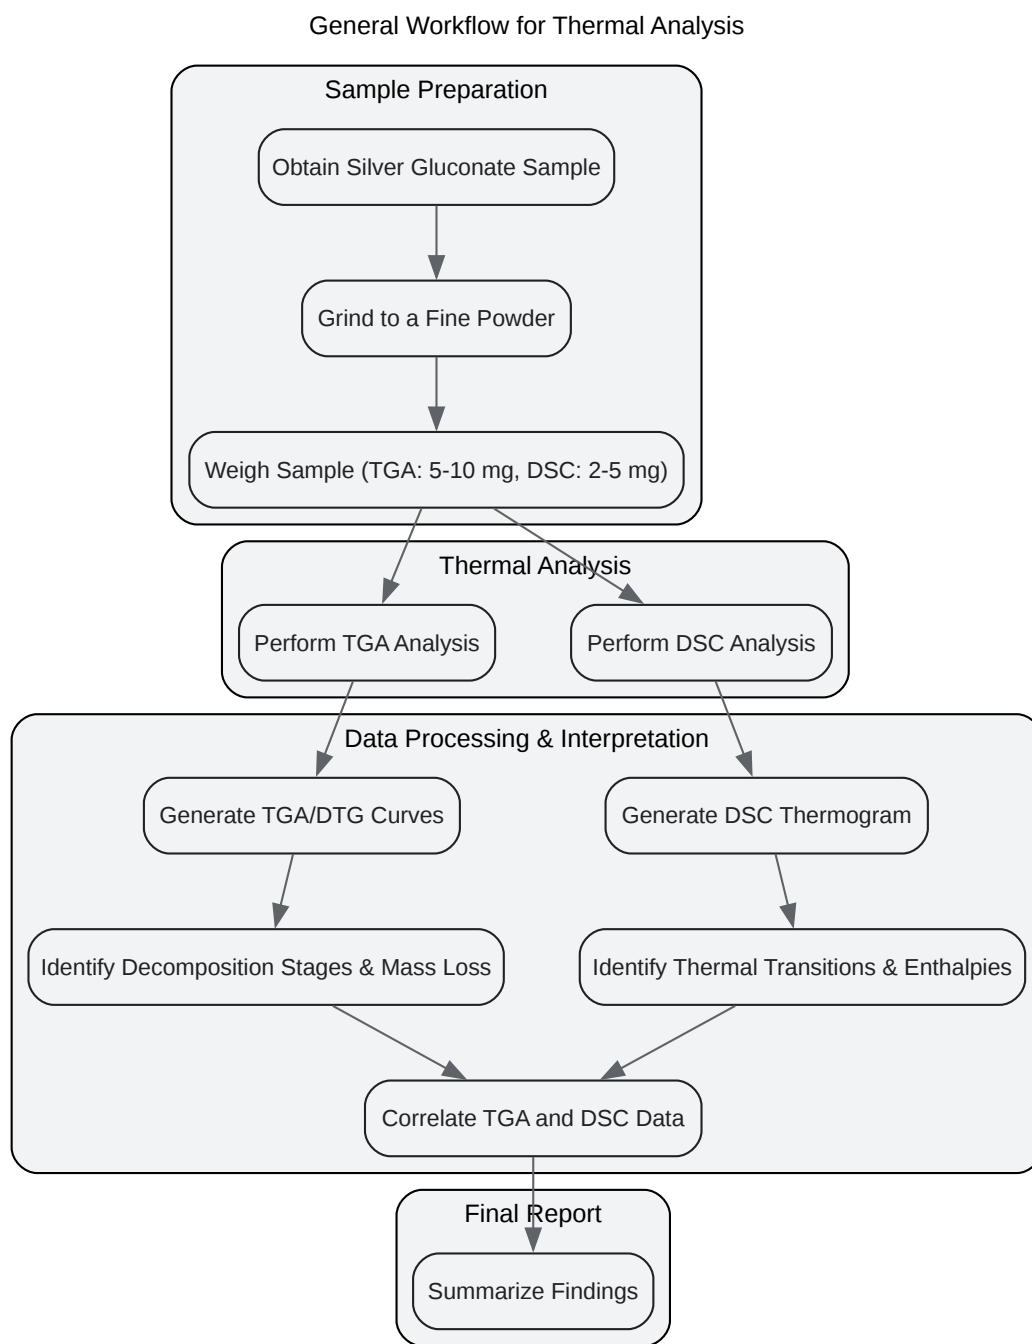 General Workflow for Thermal Analysis
Sample Preparation
Obtain Silver Gluconate Sample
Grind to a Fine Powder
Weigh Sample (TGA: 5-10 mg, DSC: 2-5 mg)
Thermal Analysis
Perform TGA Analysis
Perform DSC Analysis
Data Processing & Interpretation
Generate TGA/DTG Curves
Generate DSC Thermogram
Identify Decomposition Stages & Mass Loss
Identify Thermal Transitions & Enthalpies
Correlate TGA and DSC Data
Final Report
Summarize Findings